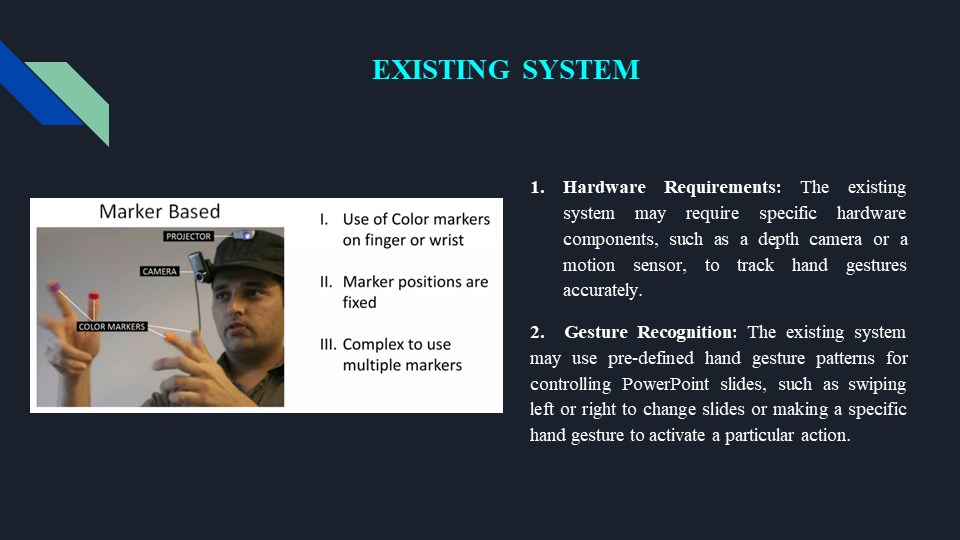 EXISTING SYSTEM
Marker Based
PROJECTOR
CAMERA
COLOR MARKERS
I. Use of Color markers
on finger or wrist
II. Marker positions are
fixed
III. Complex to use
multiple markers
1. Hardware Requirements: The existing
system may require specific hardware
components, such as a depth camera or a
motion sensor, to track hand gestures
accurately.
2. Gesture Recognition: The existing system
may use pre-defined hand gesture patterns for
controlling PowerPoint slides, such as swiping
left or right to change slides or making a specific
hand gesture to activate a particular action.